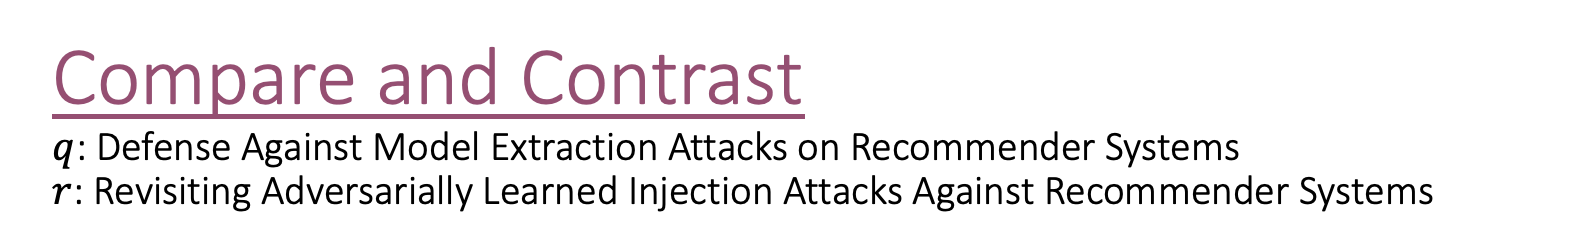 Compare and Contrast
q: Defense Against Model Extraction Attacks on Recommender Systems
r: Revisiting Adversarially Learned Injection Attacks Against Recommender Systems